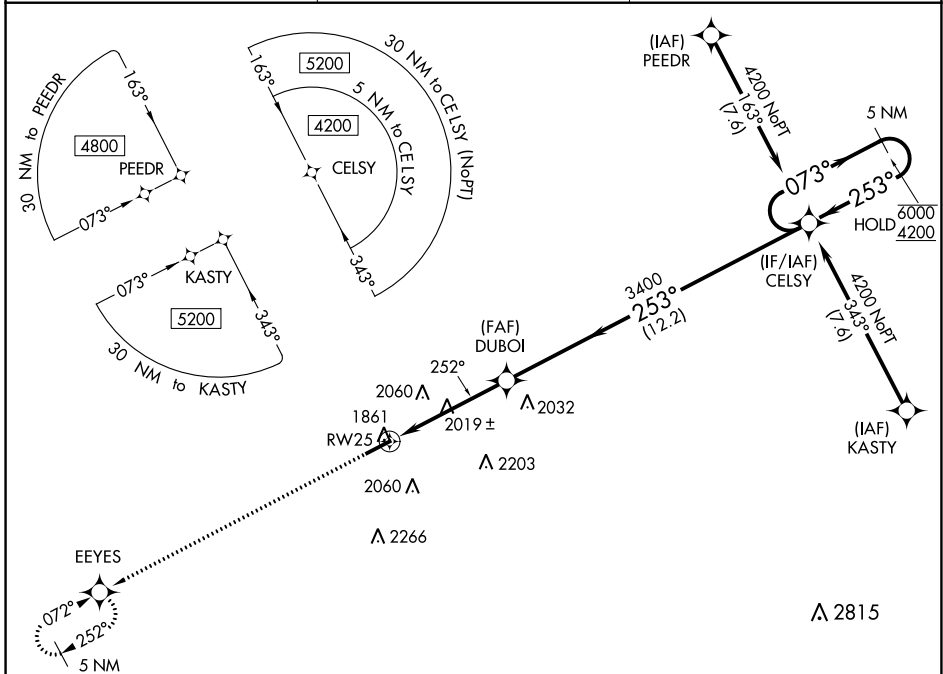 30 NM to PEEDR
163°
4800
PEEDR
073°
30 NM to CELSY (NoPT)
5200
163°
5 NM to CELSY
4200
CELSY
343°
073°
KASTY
5200
343°
30 NM to KASTY
(IAF)
PEEDR
4200 NoPT
163°
(7.6)
5 NM
073°
253°
HOLD
6000
4200
(IF/IAF)
CELSY
3400
253°
(12.2)
4200 NoPT
343°
(7.6)
(IAF)
KASTY
(FAF)
DUBOI
252°
2060
2019 ±
2032
1861
RW25
2203
2060
2266
EEYES
072°
252°
5 NM
2815